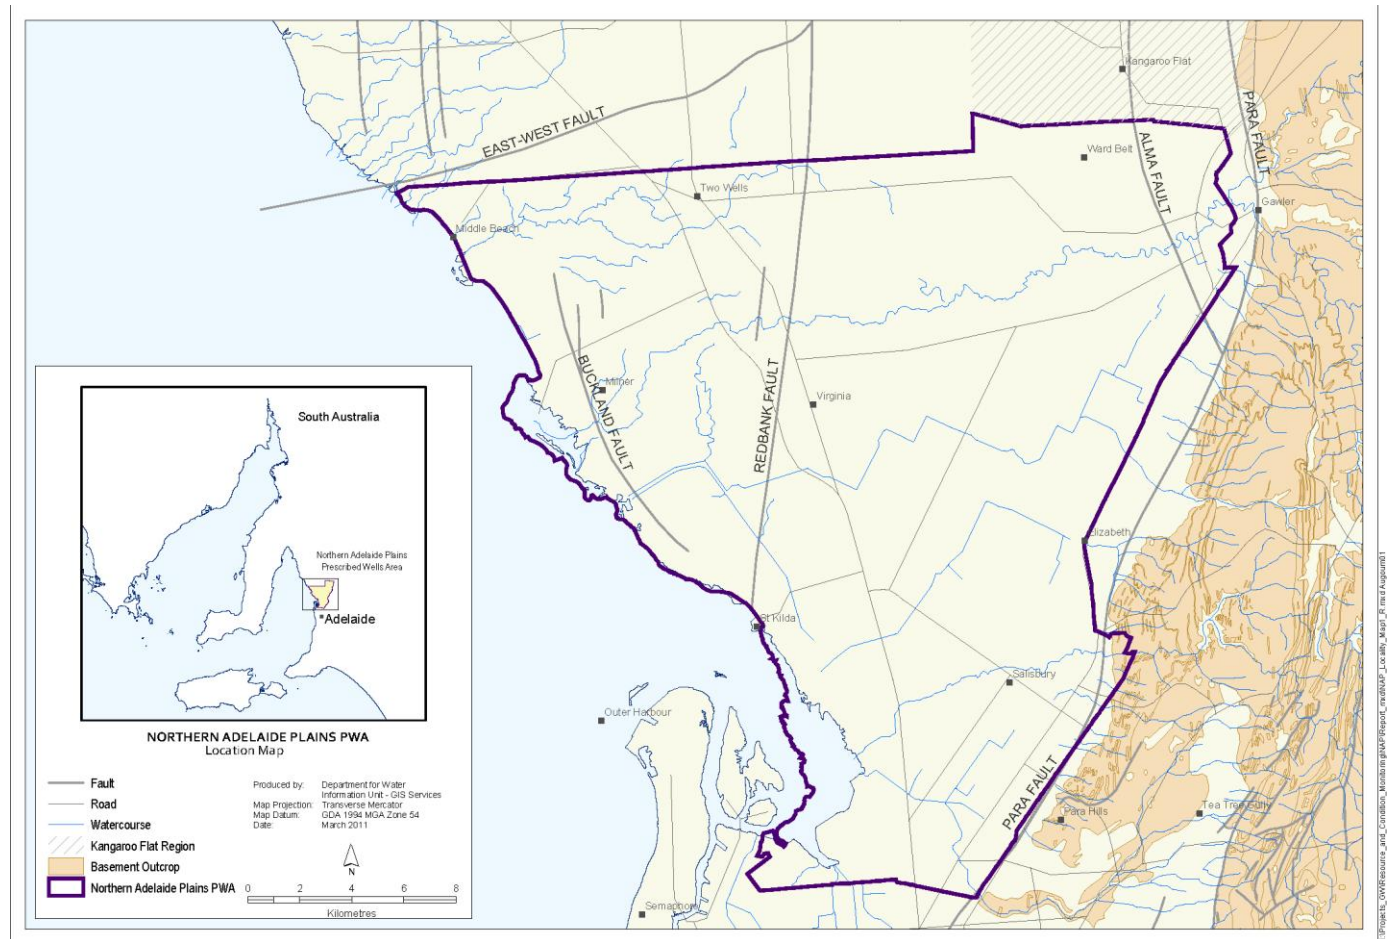 Kangaroo Flat
PARA FAULT
EAST-WEST FAULT
ALMA FAULT
Ward Belt
Two Wells
Gawler
Middle Beach
BUCKLAND FAULT
Milner
REDBANK FAULT
Virginia
Elizabeth
St Kilda
Salisbury
Outer Harbour
PARA FAULT
Para Hills
Tea Tree Gully
Semaphore
South Australia
Northern Adelaide Plains
Prescribed Wells Area
Adelaide
NORTHERN ADELAIDE PLAINS PWA
Location Map
Fault
Road
Watercourse
Kangaroo Flat Region
Basement Outcrop
Northern Adelaide Plains PWA
Produced by: Department for Water
Information Unit - GIS Services
Map Projection: Transverse Mercator
Map Datum: GDA 1994 MGA Zone 54
Date: March 2011
N
0 2 4 6 8
Kilometres